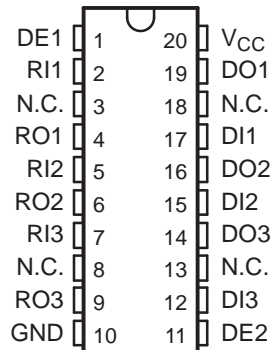 DE1 1 20 VCC
RI1 2 19 DO1
N.C. 3 18 N.C.
RO1 4 17 DI1
RI2 5 16 DO2
RO2 6 15 DI2
RI3 7 14 DO3
N.C. 8 13 N.C.
RO3 9 12 DI3
GND 10 11 DE2